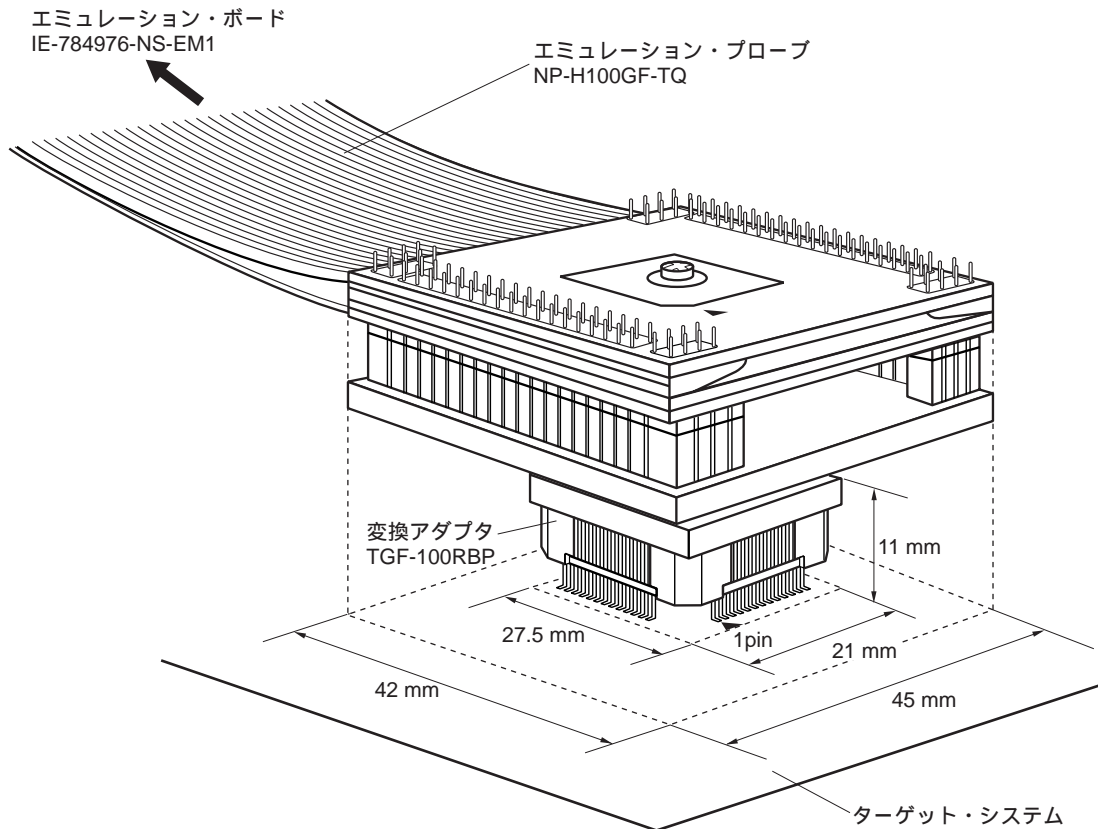 エミュレーション・ボード
IE-784976-NS-EM1
エミュレーション・プローブ
NP-H100GF-TQ
変換アダプタ
TGF-100RBP
11 mm
27.5 mm
1pin
21 mm
42 mm
45 mm
ターゲット・システム